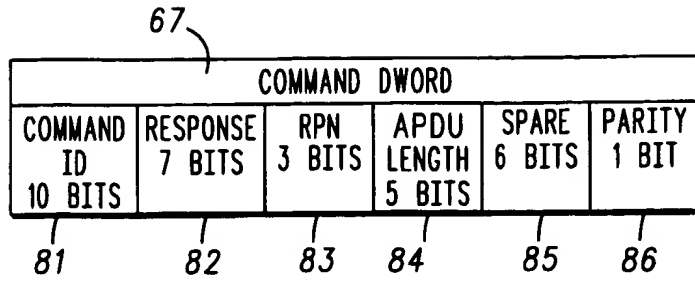 67
COMMAND DWORD
COMMAND ID 10 BITS
RESPONSE 7 BITS
RPN 3 BITS
APDU LENGTH 5 BITS
SPARE 6 BITS
PARITY 1 BIT
81 82 83 84 85 86